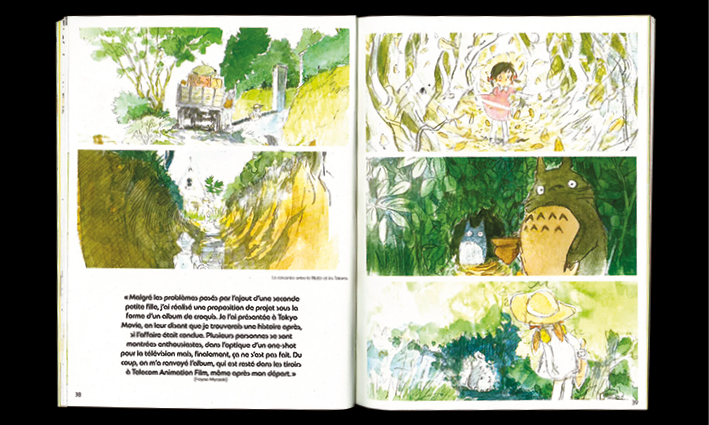 « Malgré les problèmes posés par l'ajout d'une seconde
petite fille, j'ai réalisé une proposition de projet sous la
forme d'un album de croquis. Je l'ai présentée à Tokyo
Movie, en leur disant que je trouverais une histoire après,
si l'affaire était conclue. Plusieurs personnes se sont
montrées enthousiastes, dans l'optique d'un one-shot
pour la télévision mais, finalement, ça ne s'est pas fait. Du
coup, on m'a renvoyé l'album, qui est resté dans les tiroirs
à Telecom Animation Film, même après mon départ. »
(Hayao Miyazaki)
38